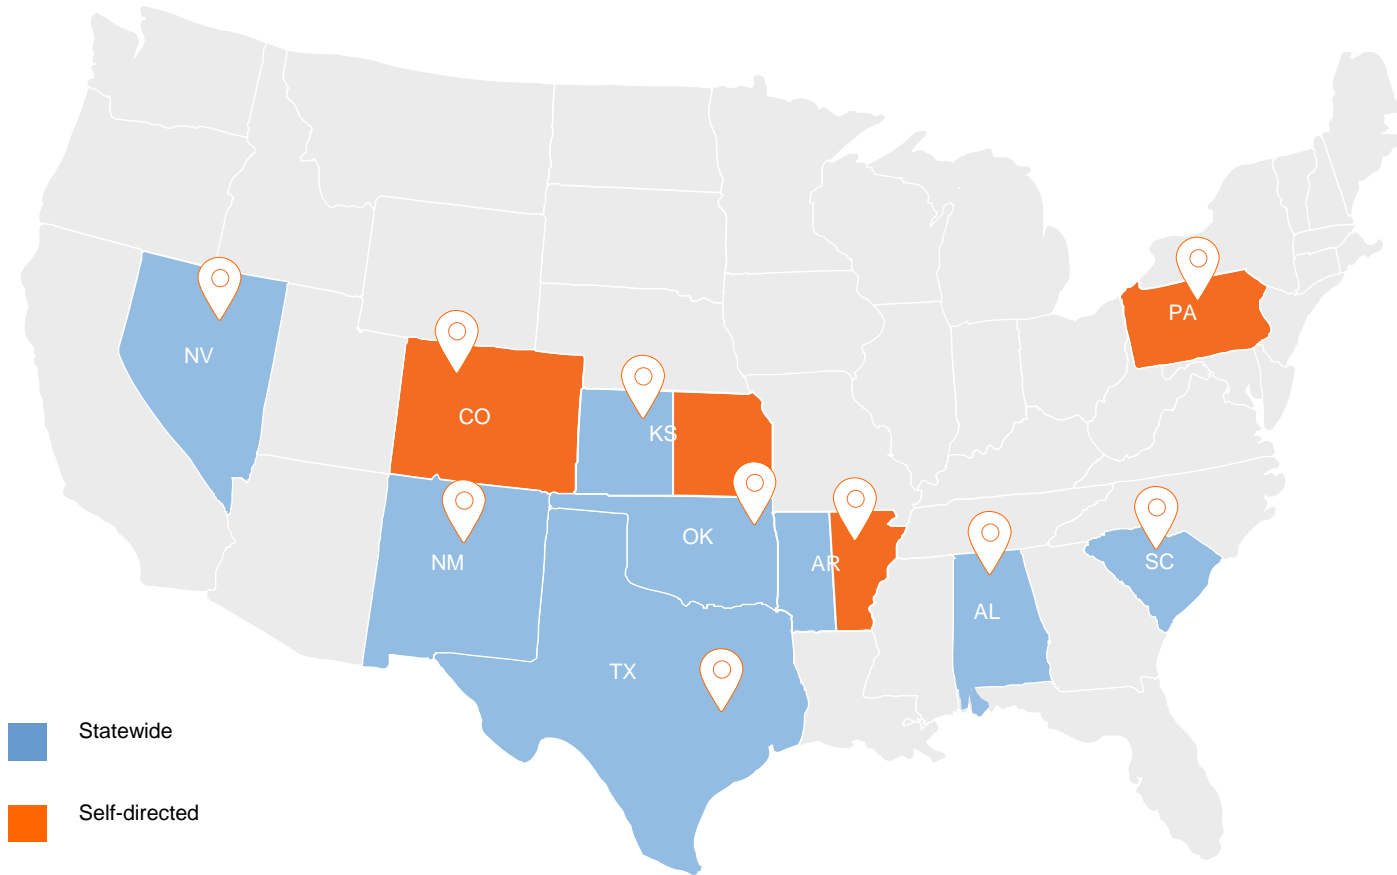 PA
NV
CO
KS
OK
NM
AR
SC
AL
TX
Statewide
Self-directed